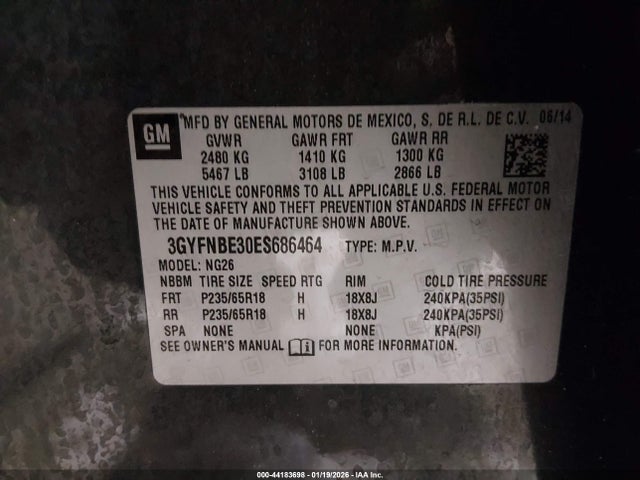 GM MFD BY GENERAL MOTORS DE MEXICO, S. DE R.L. DE C.V. 06/14
GVWR GAWR FRT GAWR RR
2480 KG 1410 KG 1300 KG
5467 LB 3108 LB 2866 LB
THIS VEHICLE CONFORMS TO ALL APPLICABLE U.S. FEDERAL MOTOR
VEHICLE SAFETY AND THEFT PREVENTION STANDARDS IN EFFECT ON
THE DATE OF MANUFACTURE SHOWN ABOVE.
3GYFNBE30ES686464 TYPE: M.P.V.
MODEL: NG26
NBBM TIRE SIZE SPEED RTG RIM COLD TIRE PRESSURE
FRT P235/65R18 H 18X8J 240KPA(35PSI)
RR P235/65R18 H 18X8J 240KPA(35PSI)
SPA NONE NONE KPA(PSI)
SEE OWNER'S MANUAL FOR MORE INFORMATION.
000-44183698 - 01/19/2026 - IAA Inc.